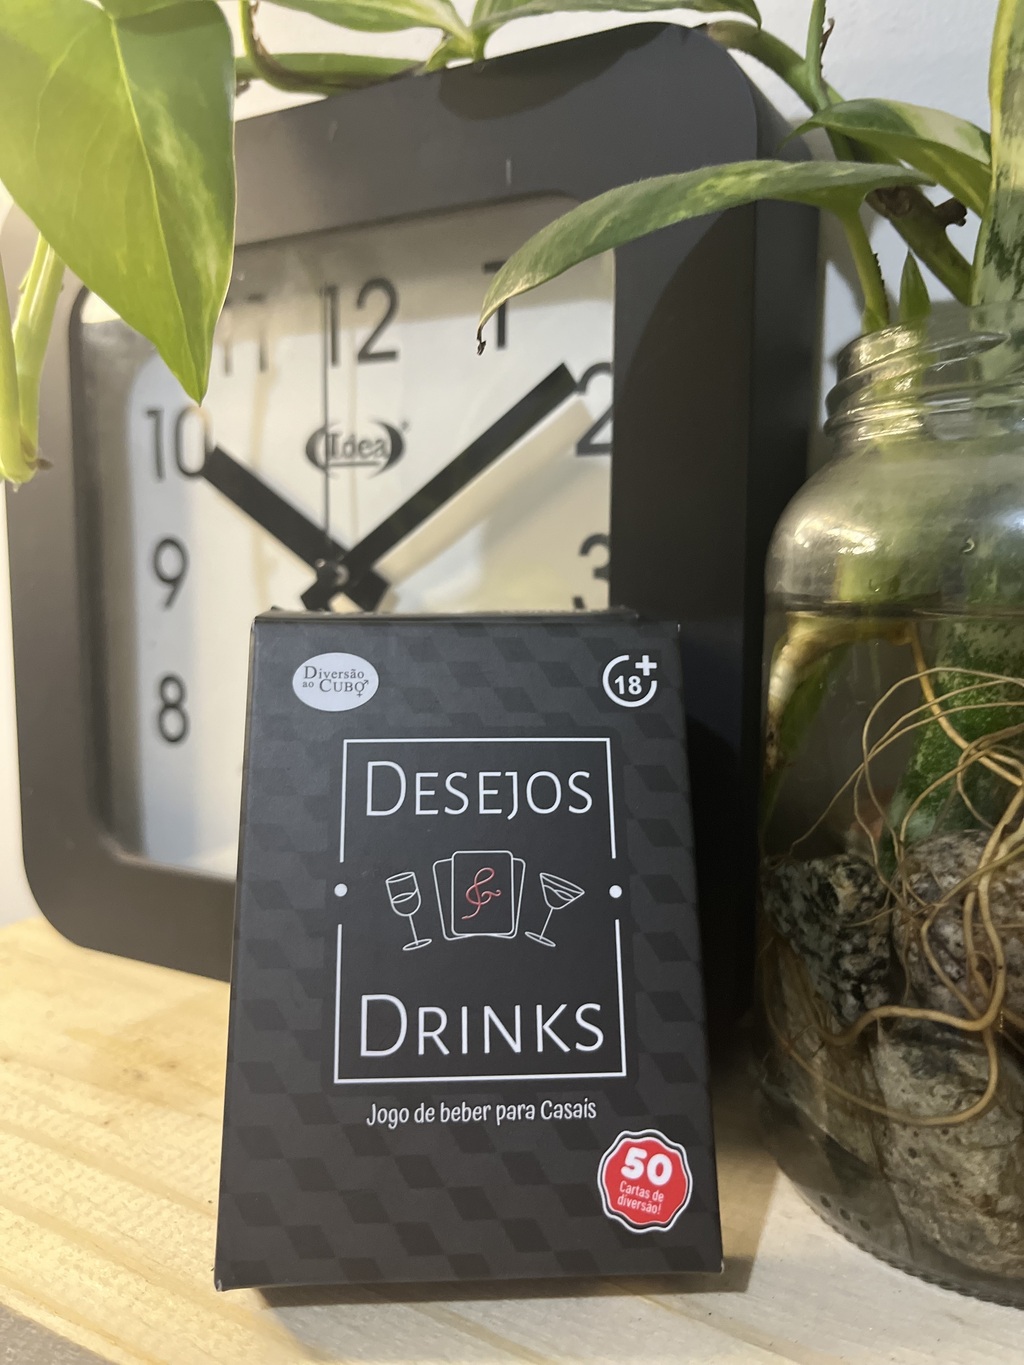 11
12
1
10
2
Idea
9
3
8
Diversão
ao CUBO
18+
DESEJOS
&
DRINKS
Jogo de beber para Casais
50
Cartas de
diversão!